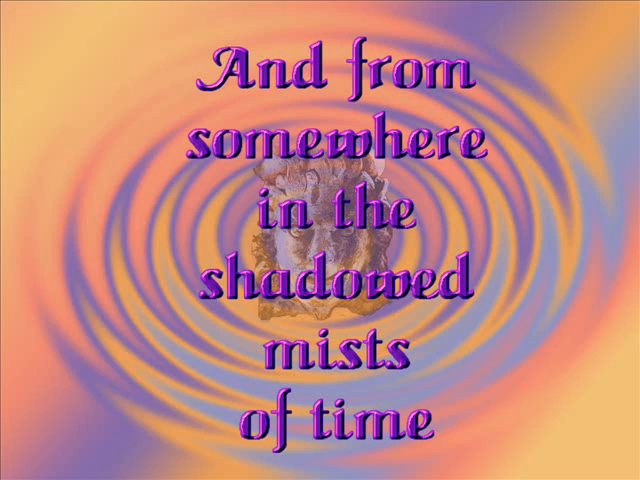 And from
somewhere
in the
shadowed
mists
of time